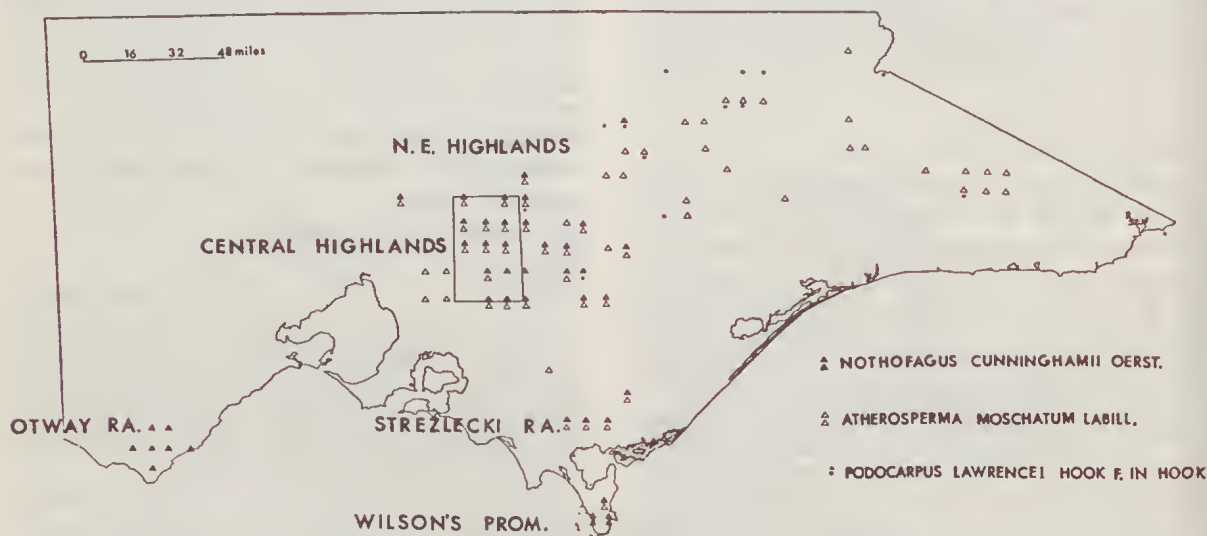 0 16 32 48 miles
N. E. HIGHLANDS
CENTRAL HIGHLANDS
NOTHOFAGUS CUNNINGHAMII OERST.
OTWAY RA.
STREZLECKI RA.
ATHEROSPERMA MOSCHATUM LABILL.
PODOCARPUS LAWRENCEI HOOK F. IN HOOK
WILSON'S PROM.